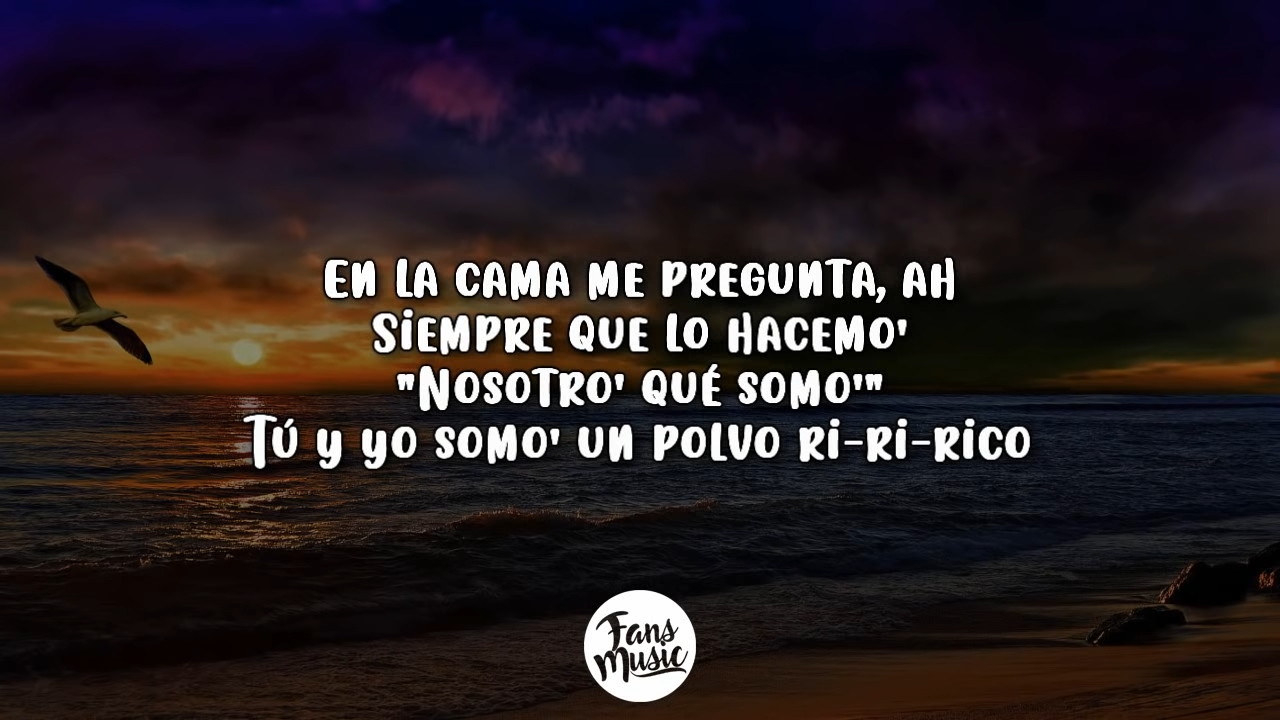 En la cama me pregunta, ah
Siempre que lo hacemo'
"Nosotro' qué somo'"
Tú y yo somo' un polvo ri-ri-rico
Fans
Music